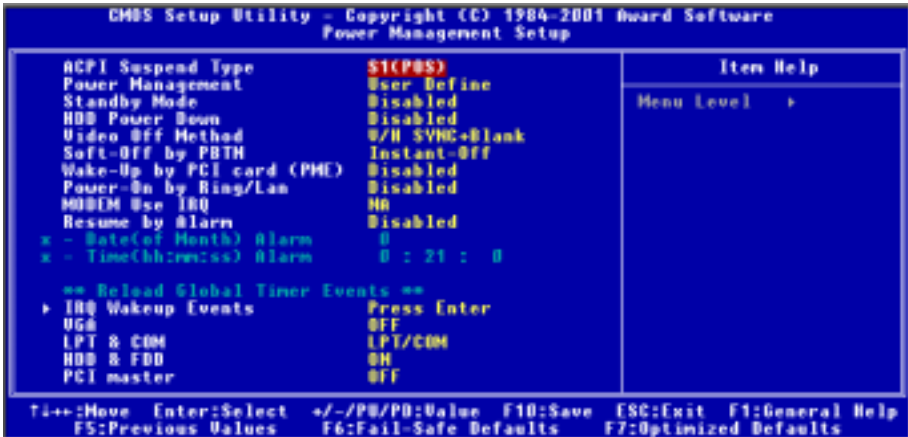 CMOS Setup Utility - Copyright (C) 1984-2001 Award Software
Power Management Setup
ACPI Suspend Type S1(POS) Item Help
Power Management User Define
Standby Mode Disabled Menu Level ▸
HDD Power Down Disabled
Video Off Method V/H SYNC+Blank
Soft-Off by PBTN Instant-Off
Wake-Up by PCI card (PME) Disabled
Power-On by Ring/Lan Disabled
MODEM Use IRQ NA
Resume by Alarm Disabled
x - Date(of Month) Alarm 0
x - Time(hh:mm:ss) Alarm 0 : 21 : 0
** Reload Global Timer Events **
▸ IRQ Wakeup Events Press Enter
VGA OFF
LPT & COM LPT/COM
HDD & FDD ON
PCI master OFF
↑↓→←:Move Enter:Select +/-/PU/PD:Value F10:Save ESC:Exit F1:General Help
F5:Previous Values F6:Fail-Safe Defaults F7:Optimized Defaults